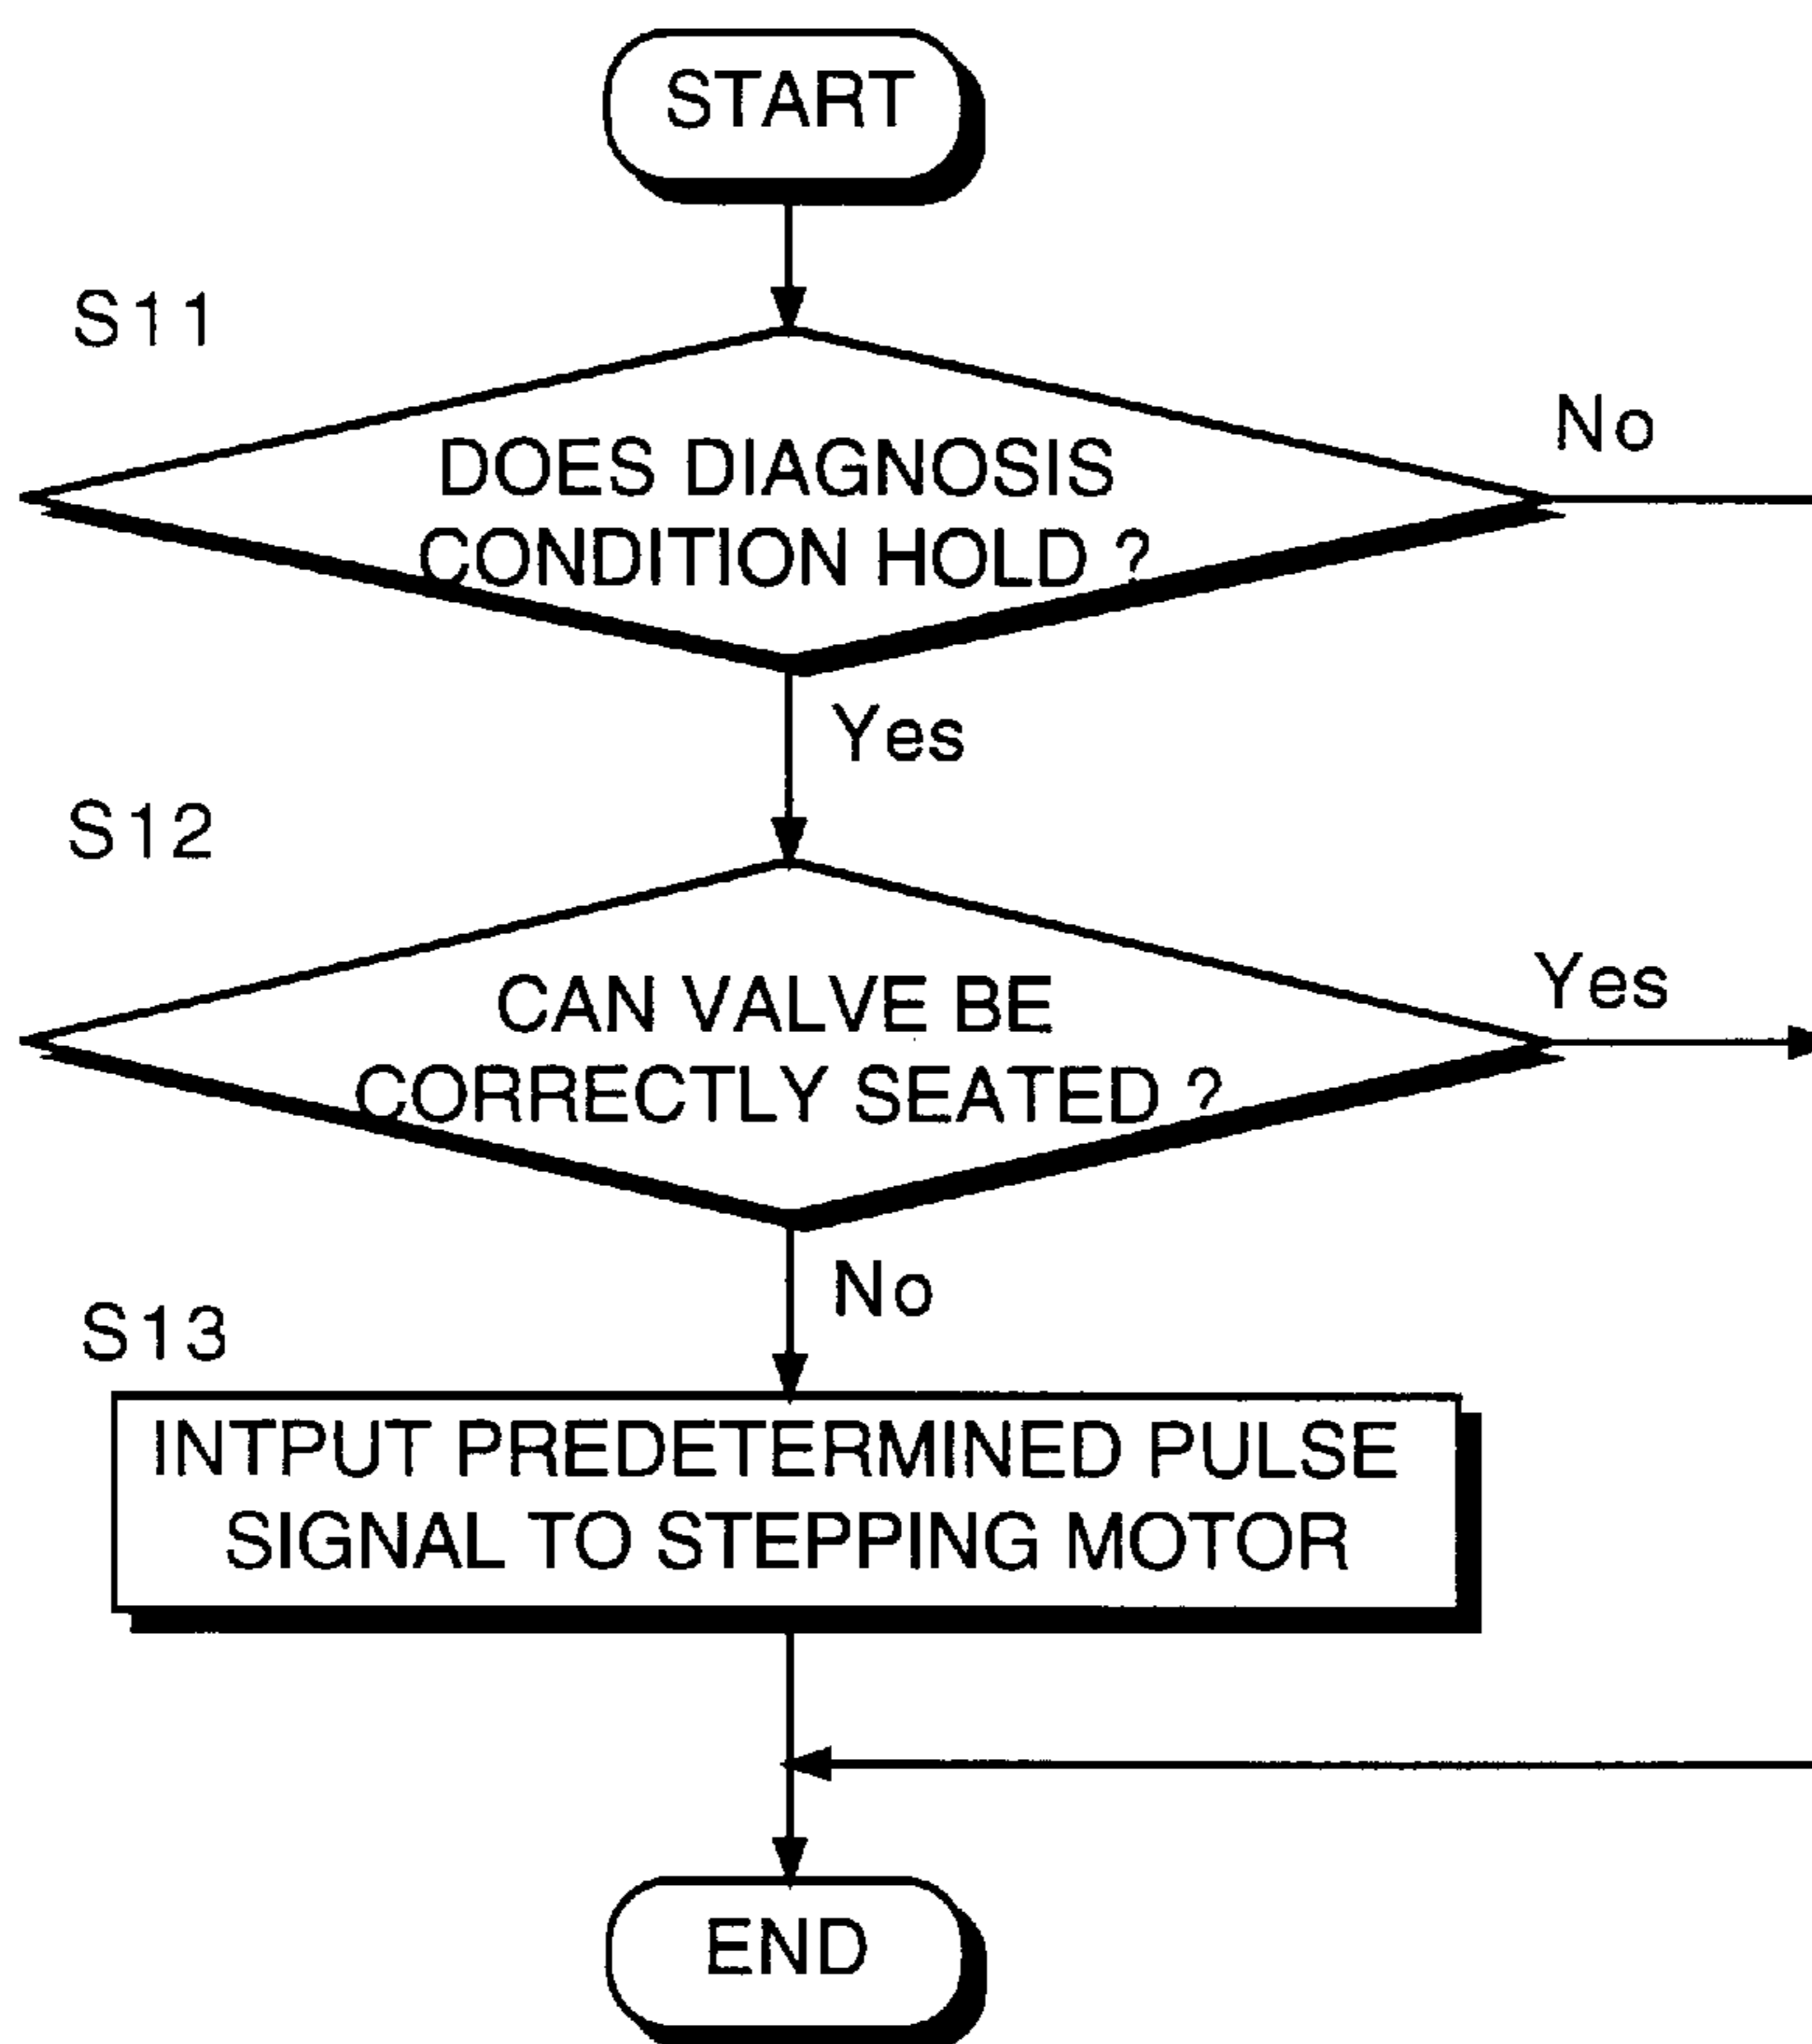 START
S11
No
DOES DIAGNOSIS
CONDITION HOLD ?
Yes
S12
Yes
CAN VALVE BE
CORRECTLY SEATED ?
No
S13
INTPUT PREDETERMINED PULSE
SIGNAL TO STEPPING MOTOR
END